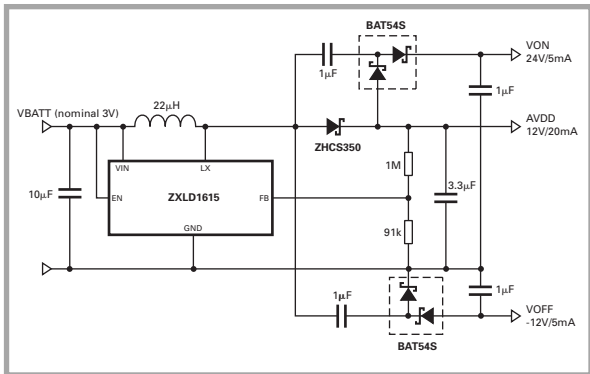 BAT54S
VON
24V/5mA
1µF
1µF
22µH
VBATT (nominal 3V)
AVDD
12V/20mA
ZHCS350
VIN
LX
1M
10µF
EN
ZXLD1615
FB
3.3µF
GND
91k
1µF
1µF
VOFF
-12V/5mA
BAT54S